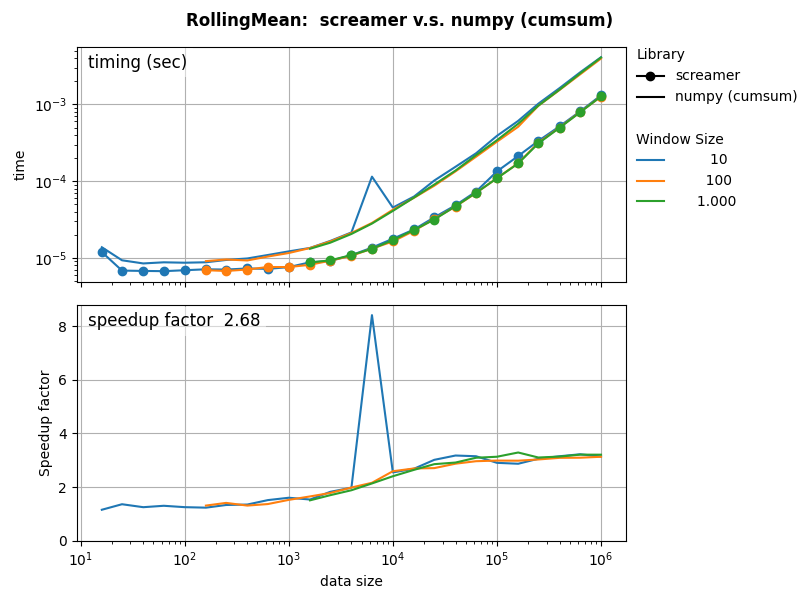 RollingMean:  screamer v.s. numpy (cumsum)
timing (sec)
time
10⁻³
10⁻⁴
10⁻⁵
Library
screamer
numpy (cumsum)
Window Size
10
100
1.000
speedup factor  2.68
Speedup factor
8
6
4
2
0
10¹ 10² 10³ 10⁴ 10⁵ 10⁶
data size